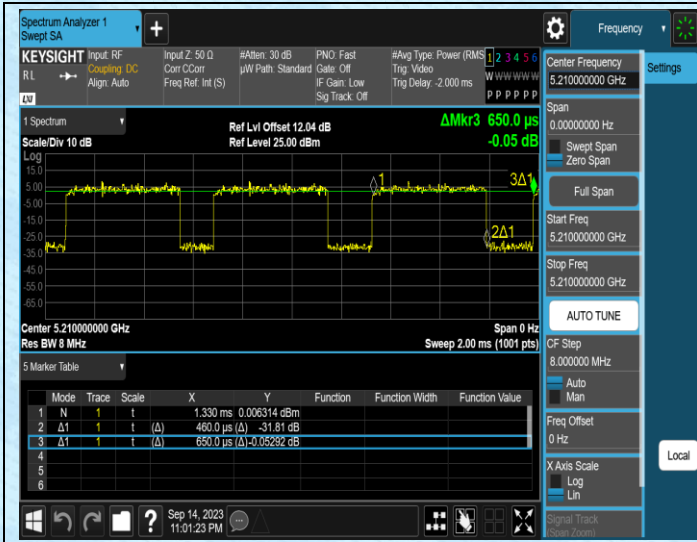 Spectrum Analyzer 1
Swept SA
Frequency
KEYSIGHT
RL
LXI
Input: RF
Coupling: DC
Align: Auto
Input Z: 50 Ω
Corr CCorr
Freq Ref: Int (S)
#Atten: 30 dB
µW Path: Standard
PNO: Fast
Gate: Off
IF Gain: Low
Sig Track: Off
#Avg Type: Power (RMS
Trig: Video
Trig Delay: -2.000 ms
1 2 3 4 5 6
W W W W W W
P P P P P P
1 Spectrum
Scale/Div 10 dB
Log
Ref Lvl Offset 12.04 dB
Ref Level 25.00 dBm
ΔMkr3 650.0 µs
-0.05 dB
15.0
5.00
-5.00
-15.0
-25.0
-35.0
-45.0
-55.0
-65.0
1
3Δ1
2Δ1
Center 5.210000000 GHz
Span 0 Hz
Res BW 8 MHz
Sweep 2.00 ms (1001 pts)
5 Marker Table
Mode Trace Scale X Y Function Function Width Function Value
1 N 1 t 1.330 ms 0.006314 dBm
2 Δ1 1 t (Δ) 460.0 µs (Δ) -31.81 dB
3 Δ1 1 t (Δ) 650.0 µs (Δ) -0.05292 dB
4
5
6
Sep 14, 2023
11:01:23 PM
?
Center Frequency
5.210000000 GHz
Settings
Span
0.00000000 Hz
Swept Span
Zero Span
Full Span
Start Freq
5.210000000 GHz
Stop Freq
5.210000000 GHz
AUTO TUNE
CF Step
8.000000 MHz
Auto
Man
Freq Offset
0 Hz
Local
X Axis Scale
Log
Lin
Signal Track
(Span Zoom)